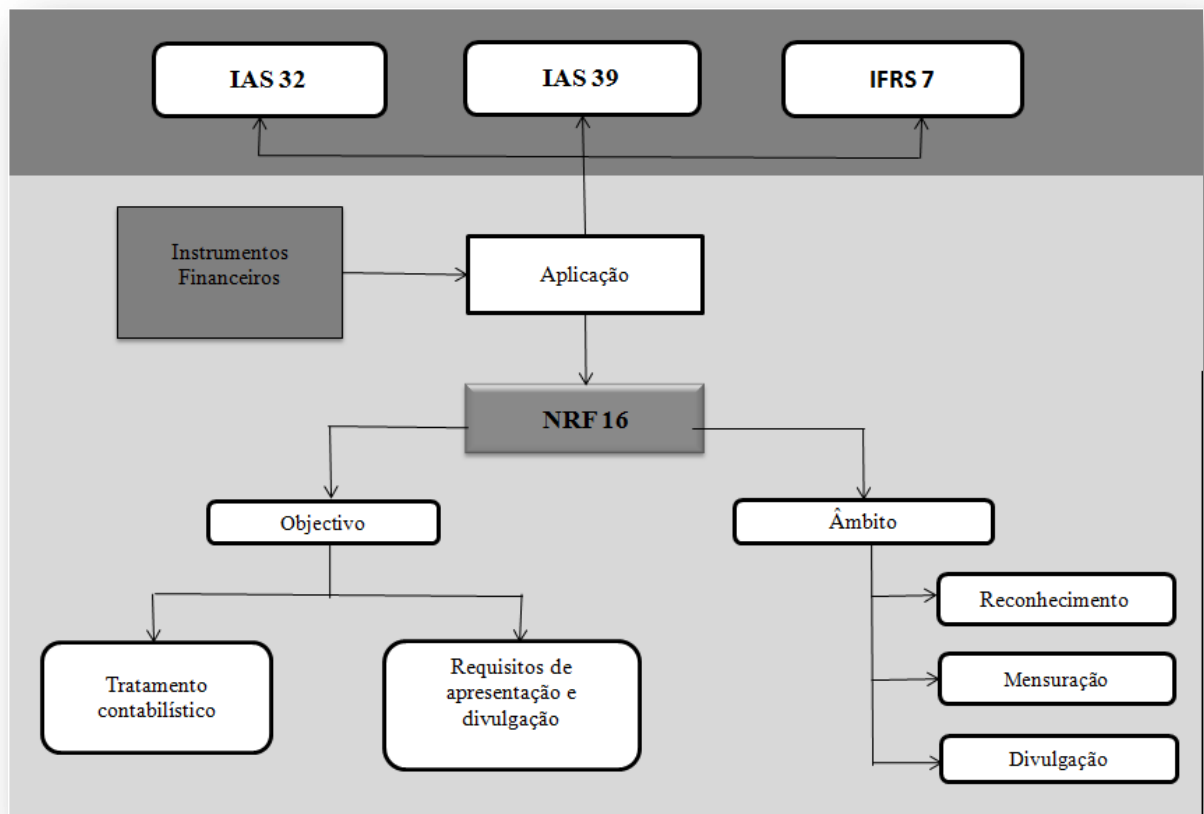 IAS 32
IAS 39
IFRS 7
Instrumentos
Financeiros
Aplicação
NRF 16
Objectivo
Âmbito
Tratamento
contabilístico
Requisitos de
apresentação e
divulgação
Reconhecimento
Mensuração
Divulgação